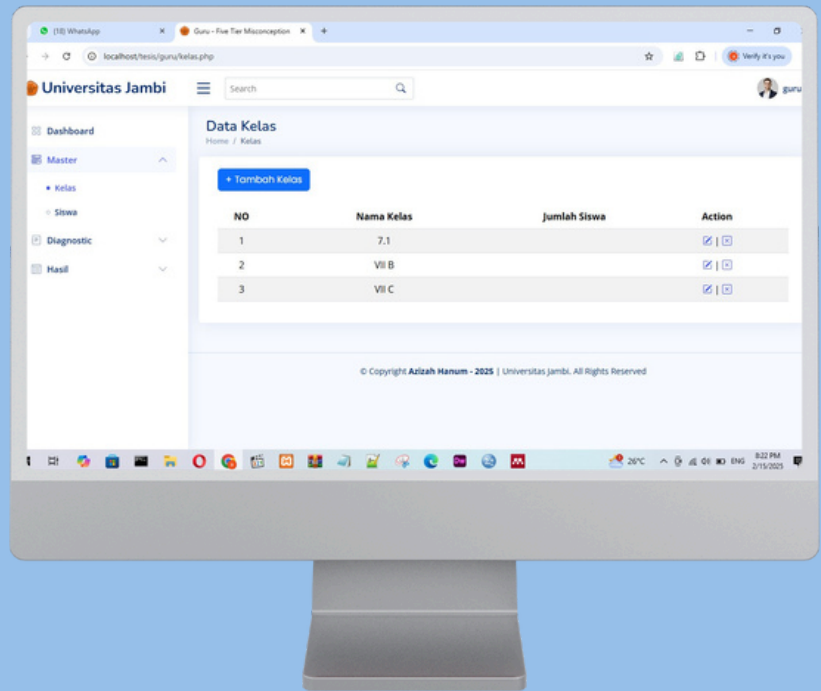 (18) WhatsApp
Guru - Five Tier Misconception
localhost/tesis/guru/kelas.php
Verify it's you
Universitas Jambi
Search
guru
Dashboard
Master
Kelas
Siswa
Diagnostic
Hasil
Data Kelas
Home / Kelas
+ Tambah Kelas
NO Nama Kelas Jumlah Siswa Action
1 7.1 |
2 VII B |
3 VII C |
© Copyright Azizah Hanum - 2025 | Universitas Jambi. All Rights Reserved
26°C ENG 8:22 PM
2/15/2025